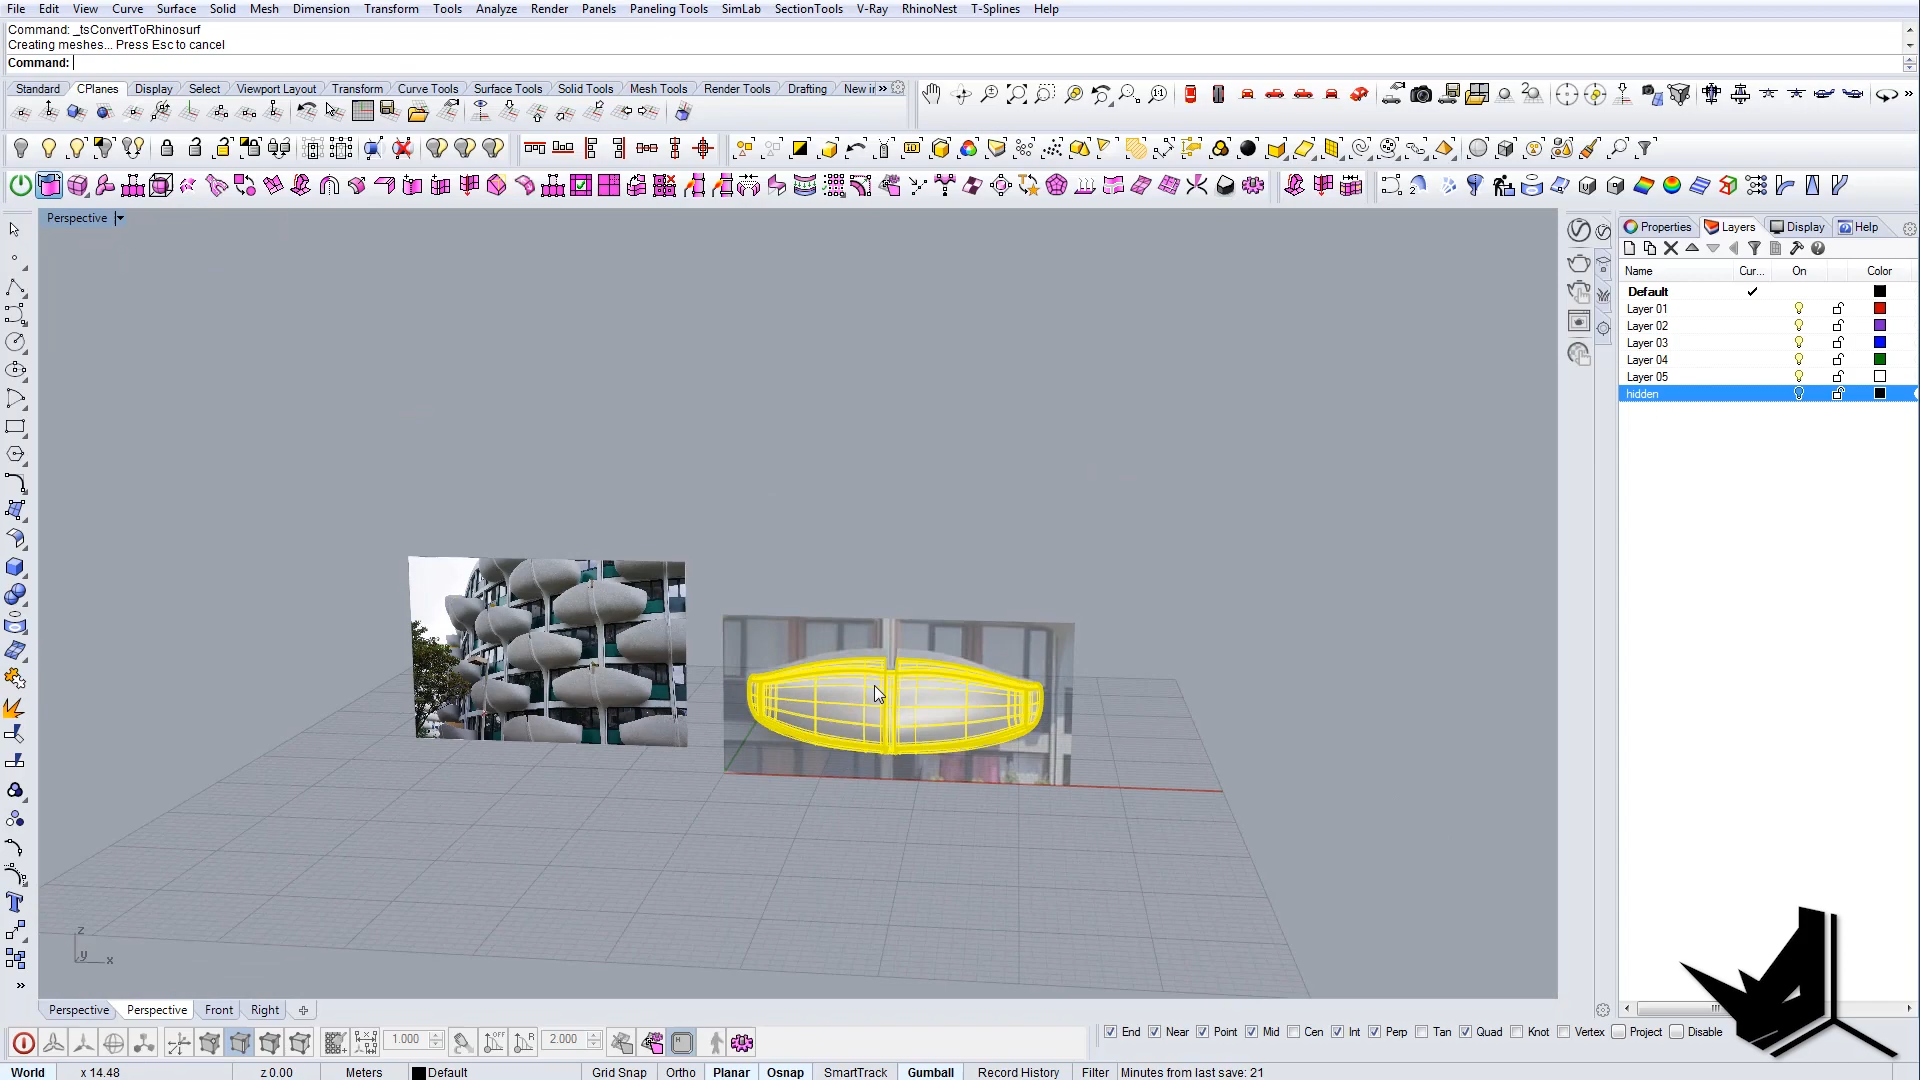 File Edit View Curve Surface Solid Mesh Dimension Transform Tools Analyze Render Panels Paneling Tools SimLab SectionTools V-Ray RhinoNest T-Splines Help
Command: _tsConvertToRhinosurf
Creating meshes... Press Esc to cancel
Command:
Standard CPlanes Display Select Viewport Layout Transform Curve Tools Surface Tools Solid Tools Mesh Tools Render Tools Drafting New in »
Perspective
Properties Layers Display Help
Name Cur... On Color
Default
Layer 01
Layer 02
Layer 03
Layer 04
Layer 05
hidden
z
y x
Perspective Perspective Front Right
1.000 2.000
End Near Point Mid Cen Int Perp Tan Quad Knot Vertex Project Disable
World x 14.48 z 0.00 Meters Default Grid Snap Ortho Planar Osnap SmartTrack Gumball Record History Filter Minutes from last save: 21